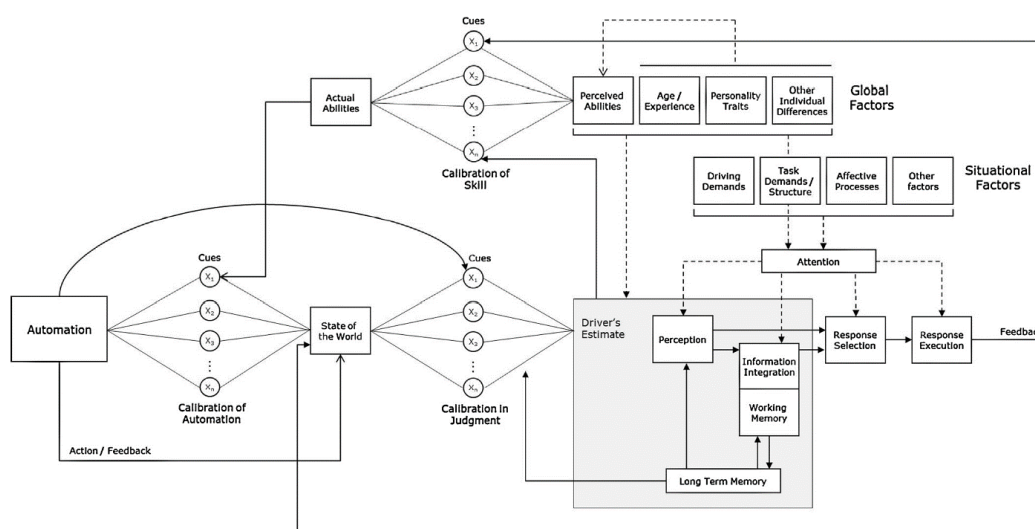 Cues
X1
X2
X3
Xn
Calibration of
Skill
Actual
Abilities
Perceived
Abilities
Age /
Experience
Personality
Traits
Other
Individual
Differences
Global
Factors
Driving
Demands
Task
Demands /
Structure
Affective
Processes
Other
factors
Situational
Factors
Attention
Automation
Cues
X1
X2
X3
Xn
Calibration of
Automation
State of
the World
Cues
X1
X2
X3
Xn
Calibration in
Judgment
Driver's
Estimate
Perception
Information
Integration
Working
Memory
Long Term Memory
Response
Selection
Response
Execution
Feedbac
Action / Feedback